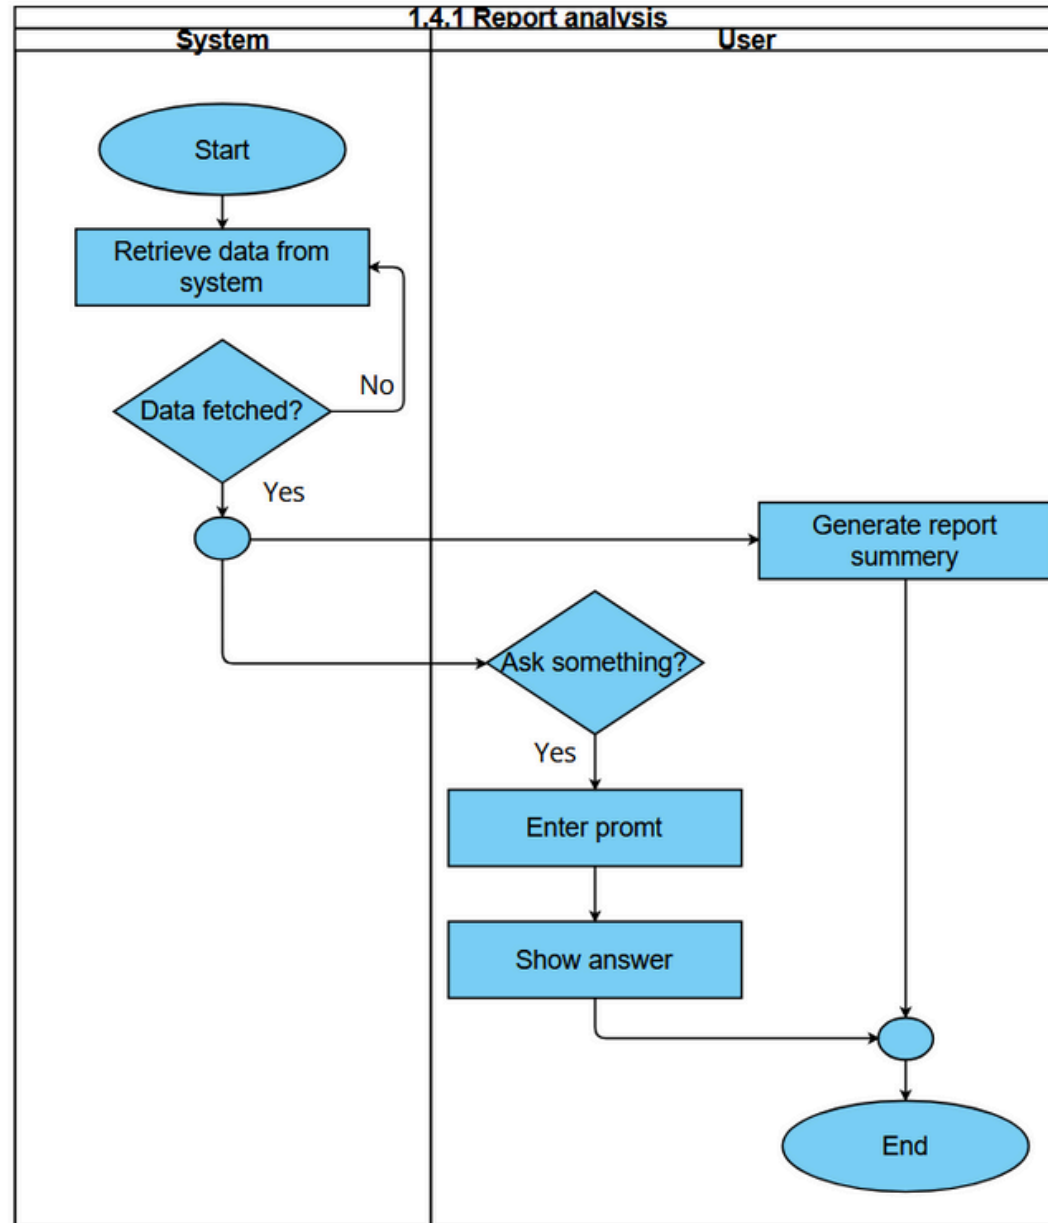 1.4.1 Report analysis
System
User
Start
Retrieve data from
system
No
Data fetched?
Yes
Generate report
summery
Ask something?
Yes
Enter promt
Show answer
End